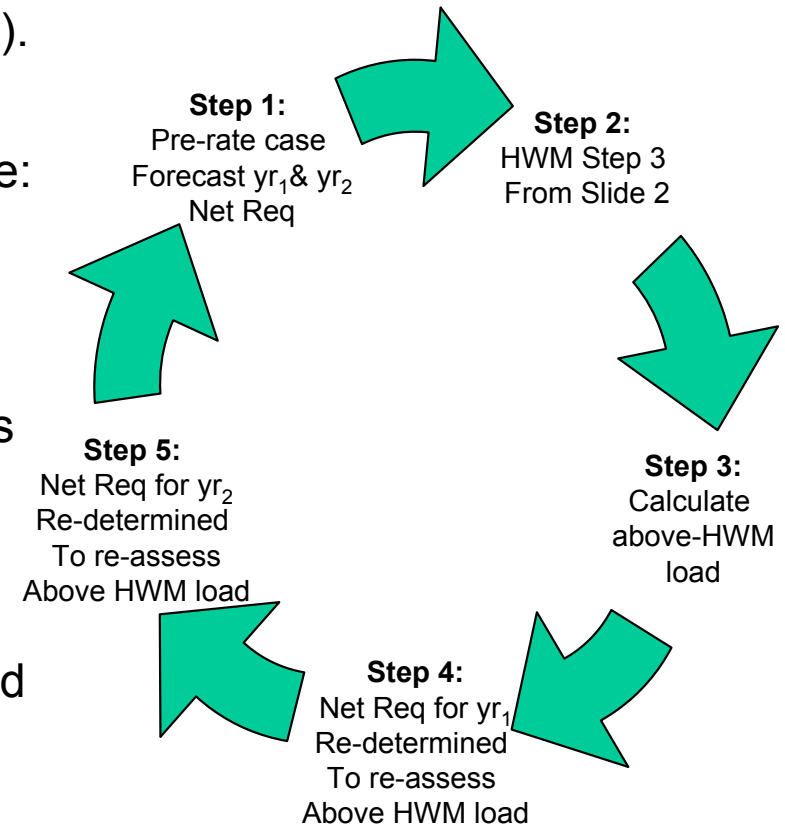 ).
e:
s
d
Step 1:
Pre-rate case
Forecast yr₁& yr₂
Net Req
Step 2:
HWM Step 3
From Slide 2
Step 3:
Calculate
above-HWM
load
Step 4:
Net Req for yr₁
Re-determined
To re-assess
Above HWM load
Step 5:
Net Req for yr₂
Re-determined
To re-assess
Above HWM load